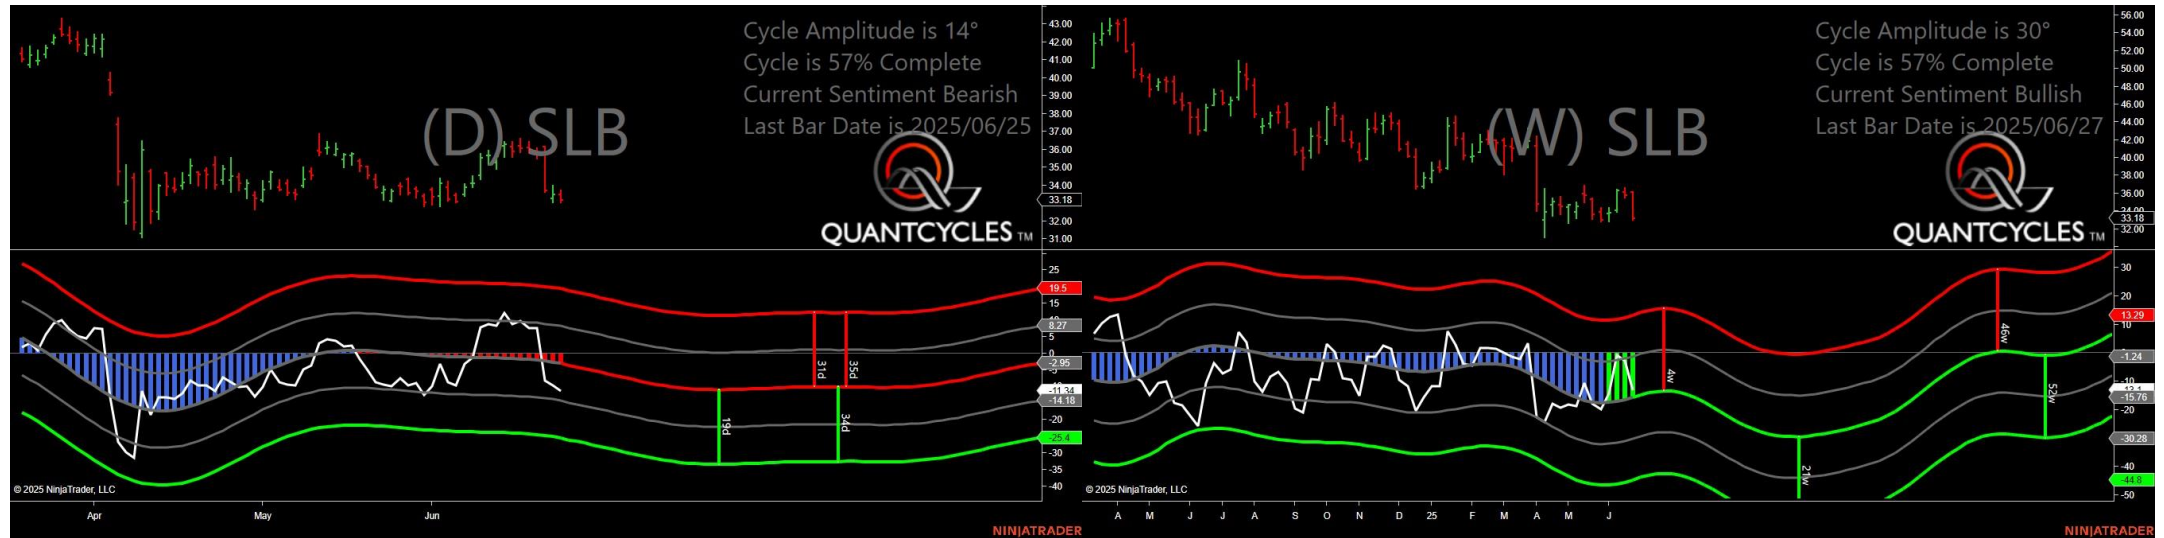 Cycle Amplitude is 14°
Cycle is 57% Complete
Current Sentiment Bearish
Last Bar Date is 2025/06/25
(D) SLB
QUANTCYCLES TM
43.00
42.00
41.00
40.00
39.00
38.00
37.00
36.00
35.00
34.00
33.18
32.00
31.00
25
19.5
15
8.27
5
0
-2.95
-11.34
-14.18
-20
-25.4
-30
-35
-40
31d
35d
19d
34d
© 2025 NinjaTrader, LLC
Apr
May
Jun
NINJATRADER
Cycle Amplitude is 30°
Cycle is 57% Complete
Current Sentiment Bullish
Last Bar Date is 2025/06/27
(W) SLB
QUANTCYCLES TM
56.00
54.00
52.00
50.00
48.00
46.00
44.00
42.00
40.00
38.00
36.00
34.00
33.18
32.00
30
20
13.29
10
-1.24
-10
-15.76
-20
-30.28
-40
-44.8
-50
4w
46w
52w
21w
© 2025 NinjaTrader, LLC
A M J J A S O N D 25 F M A M J
NINJATRADER